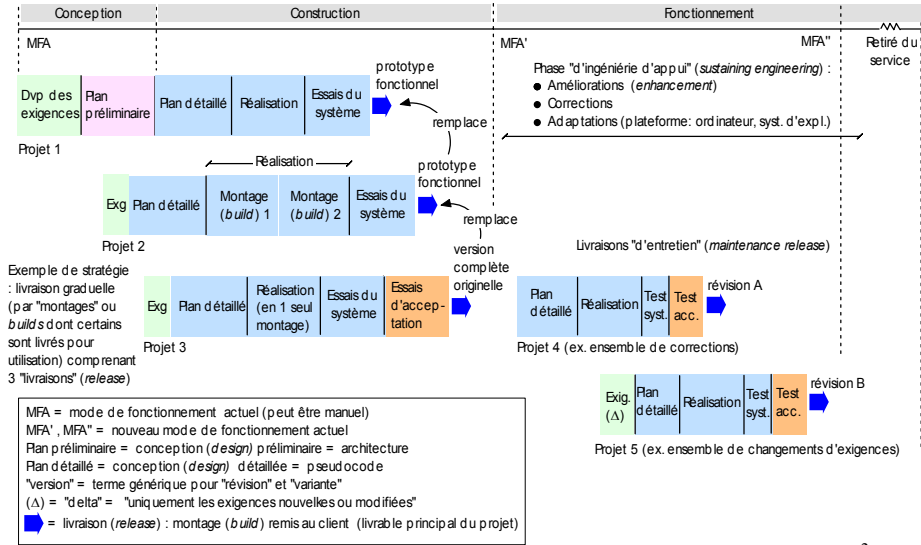 Conception
Construction
Fonctionnement
MFA
MFA'
MFA"
Retiré du
service
Phase "d'ingéniérie d'appui" (sustaining engineering) :
● Améliorations (enhancement)
● Corrections
● Adaptations (plateforme: ordinateur, syst. d'expl.)
Dvp des
exigences
Plan
préliminaire
Plan détaillé
Réalisation
Essais du
système
prototype
fonctionnel
Projet 1
remplace
Réalisation
Exg
Plan détaillé
Montage
(build) 1
Montage
(build) 2
Essais du
système
prototype
fonctionnel
Projet 2
remplace
version
complète
originelle
Exemple de stratégie
: livraison graduelle
(par "montages" ou
builds dont certains
sont livrés pour
utilisation) comprenant
3 "livraisons" (release)
Exg
Plan détaillé
Réalisation
(en 1 seul
montage)
Essais du
système
Essais
d'accep-
tation
Projet 3
Livraisons "d'entretien" (maintenance release)
Plan
détaillé
Réalisation
Test
syst.
Test
acc.
révision A
Projet 4 (ex. ensemble de corrections)
Exig.
(Δ)
Plan
détaillé
Réalisation
Test
syst.
Test
acc.
révision B
Projet 5 (ex. ensemble de changements d'exigences)
MFA = mode de fonctionnement actuel (peut être manuel)
MFA' , MFA" = nouveau mode de fonctionnement actuel
Plan préliminaire = conception (design) préliminaire = architecture
Plan détaillé = conception (design) détaillée = pseudocode
"version" = terme générique pour "révision" et "variante"
(Δ) = "delta" = "uniquement les exigences nouvelkes ou modifiées"
= livraison (release) : montage (build) remis au client (livrable principal du projet)